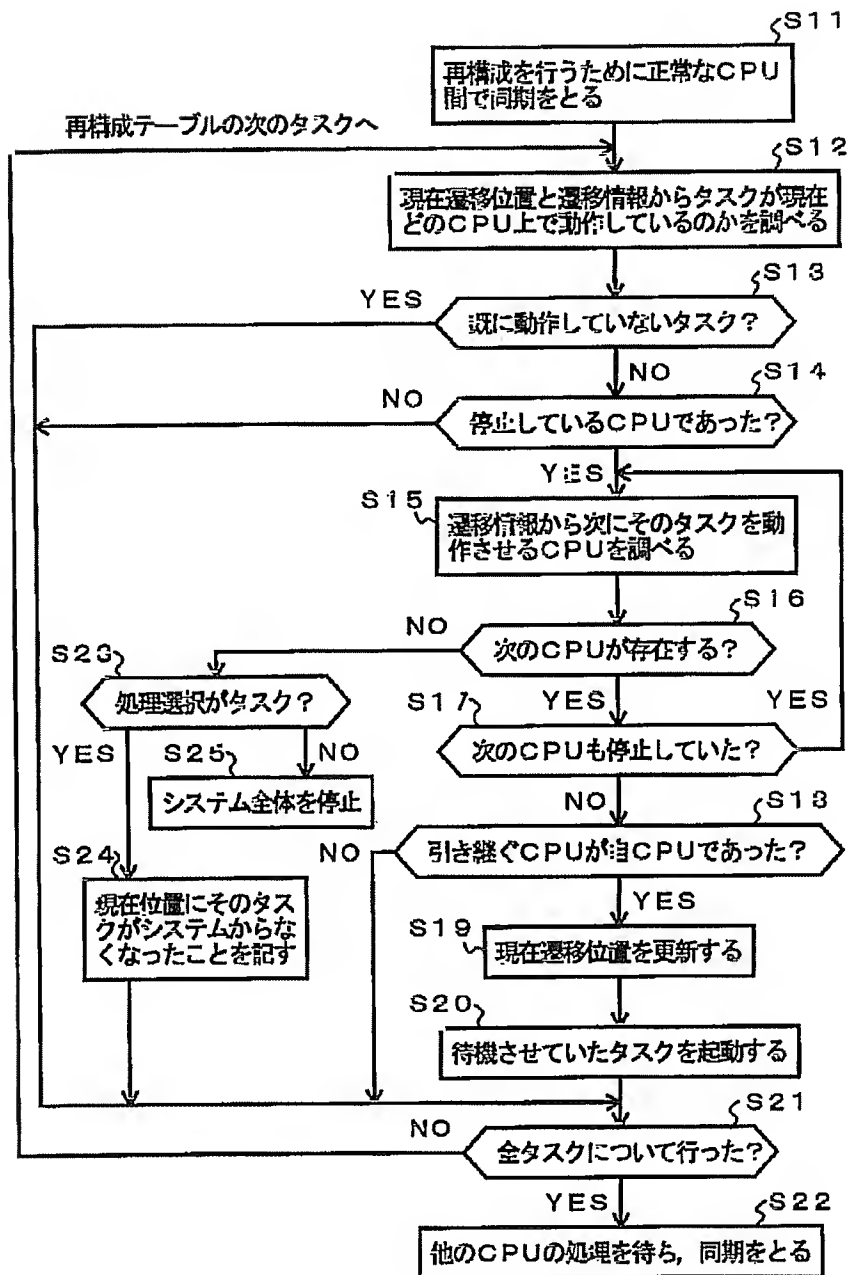 S11
再構成を行うために正常なCPU
間で同期をとる
再構成テーブルの次のタスクへ
S12
現在遷移位置と遷移情報からタスクが現在
どのCPU上で動作しているのかを調べる
S13
YES
既に動作していないタスク?
NO
S14
NO
停止しているCPUであった?
YES
S15
遷移情報から次にそのタスクを動
作させるCPUを調べる
S16
NO
次のCPUが存在する?
S23
処理選択がタスク?
YES
S17
YES
次のCPUも停止していた?
YES
S25
NO
システム全体を停止
NO
S18
NO
引き継ぐCPUが自CPUであった?
S24
現在位置にそのタス
クがシステムからな
くなったことを記す
YES
S19
現在遷移位置を更新する
S20
待機させていたタスクを起動する
S21
NO
全タスクについて行った?
YES
S22
他のCPUの処理を待ち,同期をとる